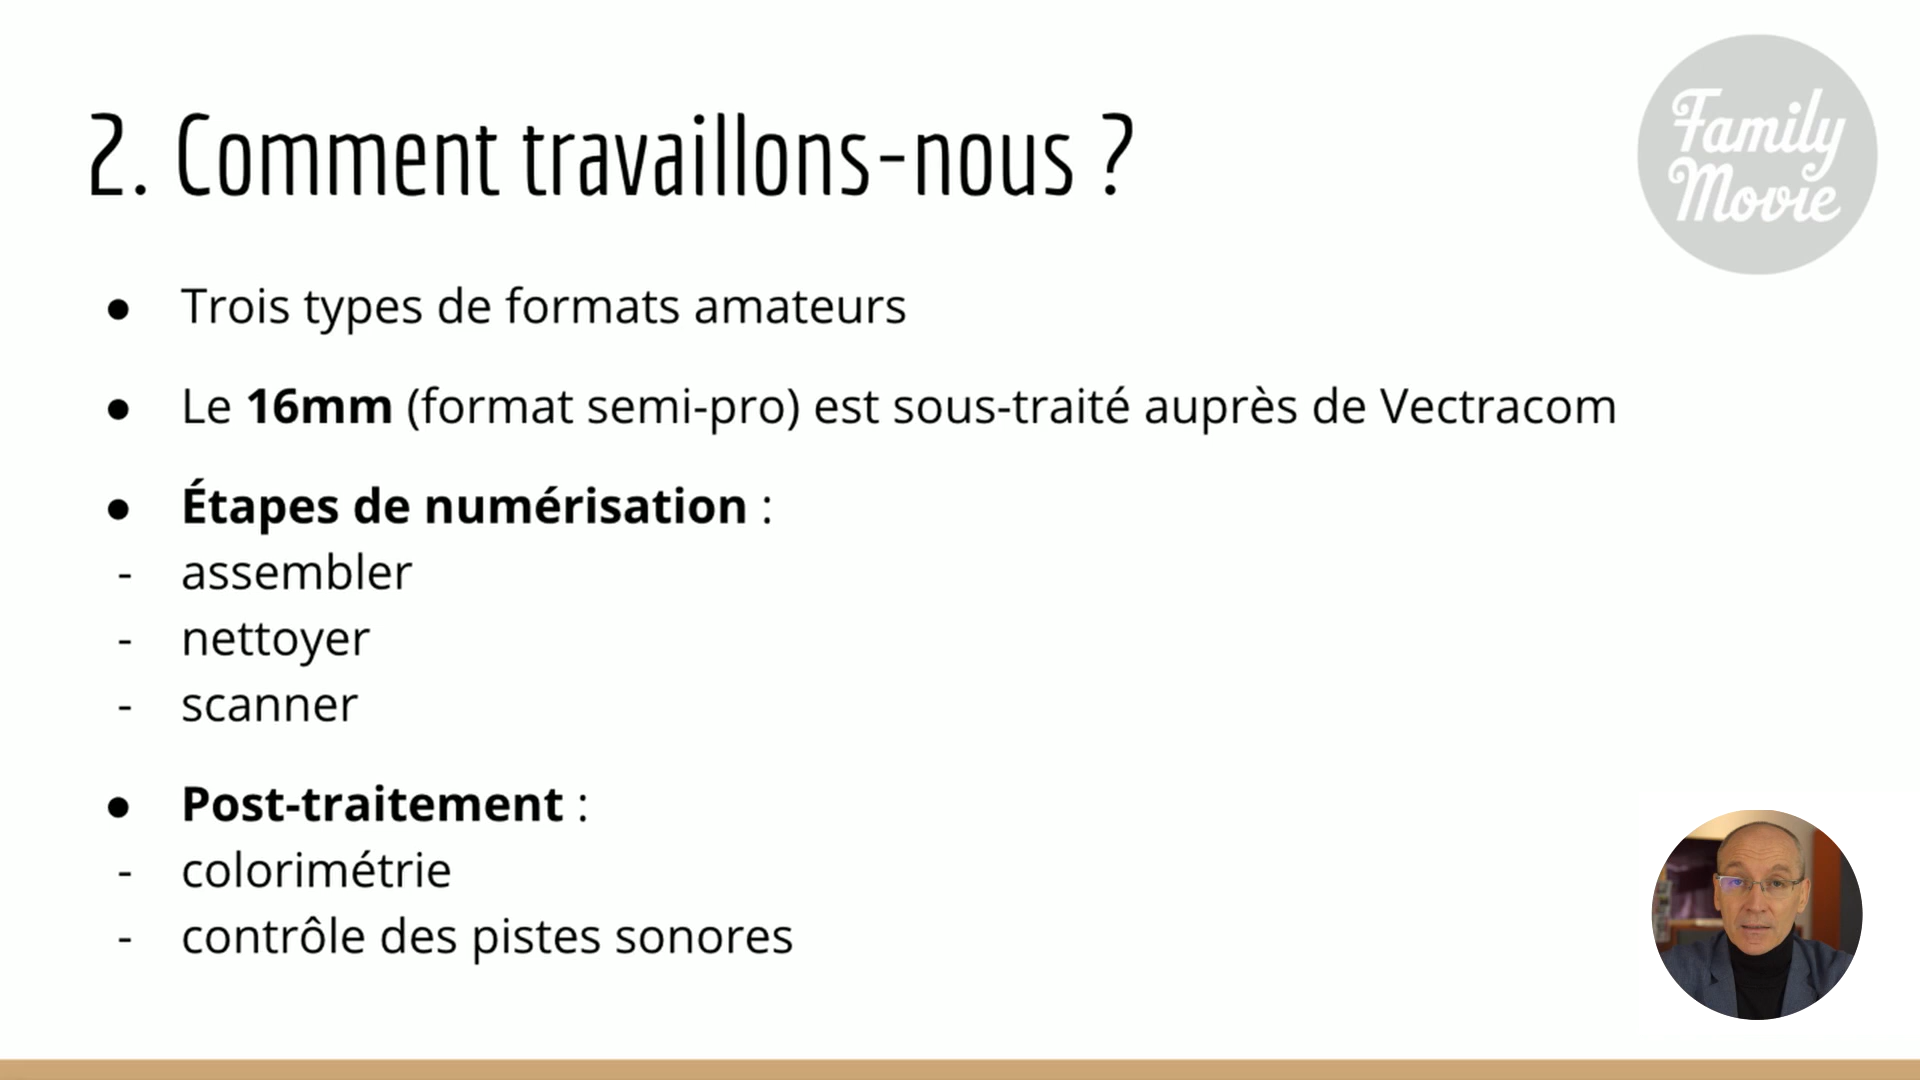 2. Comment travaillons-nous ?
Family
Movie
● Trois types de formats amateurs
● Le 16mm (format semi-pro) est sous-traité auprès de Vectracom
● Étapes de numérisation :
- assembler
- nettoyer
- scanner
● Post-traitement :
- colorimétrie
- contrôle des pistes sonores